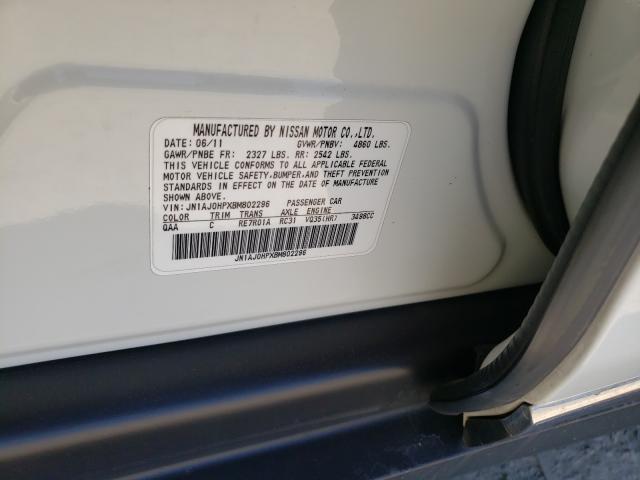 MANUFACTURED BY NISSAN MOTOR CO.,LTD.
DATE: 06/11 GVWR/PNBV: 4860 LBS.
GAWR/PNBE FR: 2327 LBS. RR: 2542 LBS.
THIS VEHICLE CONFORMS TO ALL APPLICABLE FEDERAL
MOTOR VEHICLE SAFETY,BUMPER,AND THEFT PREVENTION
STANDARDS IN EFFECT ON THE DATE OF MANUFACTURE
SHOWN ABOVE.
VIN: JN1AJ0HPXBM802296 PASSENGER CAR
COLOR TRIM TRANS AXLE ENGINE
QAA C RE7R01A RC31 VQ35(HR) 3498CC
JN1AJ0HPXBM802296